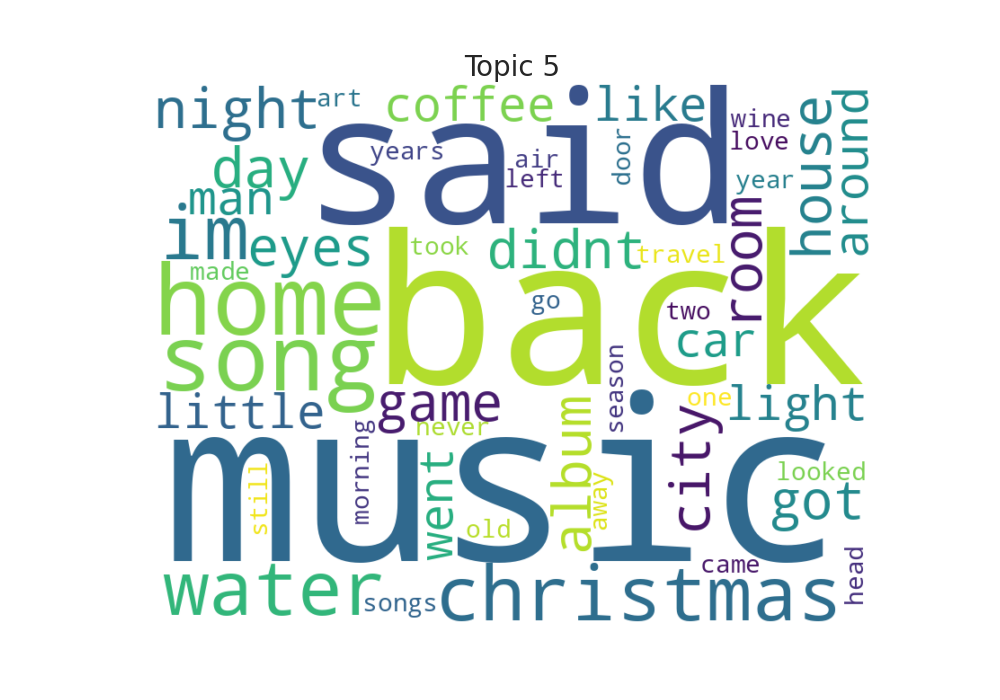 Topic 5
night
art
coffee
like
wine
love
house
around
said
years
air
left
door
year
day
man
im
eyes
took
didnt
travel
room
made
home
back
go
two
car
song
season
one
light
little
game
never
morning
album
away
city
looked
got
music
still
went
old
came
head
water
songs
christmas